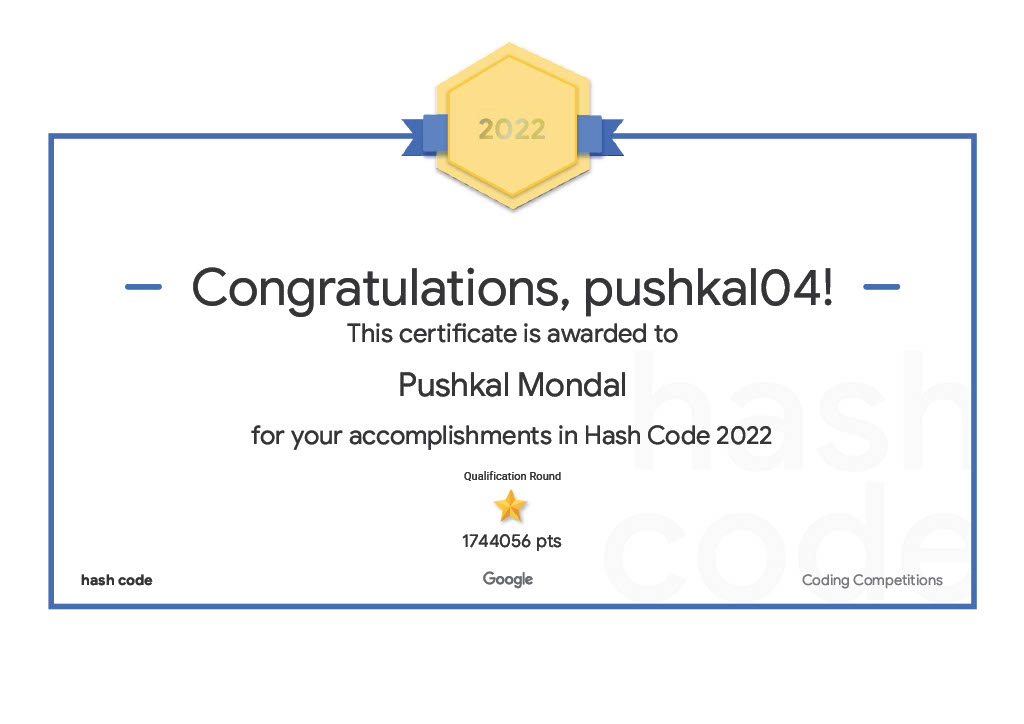 2022
Congratulations, pushkal04!
This certificate is awarded to
Pushkal Mondal
for your accomplishments in Hash Code 2022
Qualification Round
1744056 pts
hash code
Google
Coding Competitions
hash
code